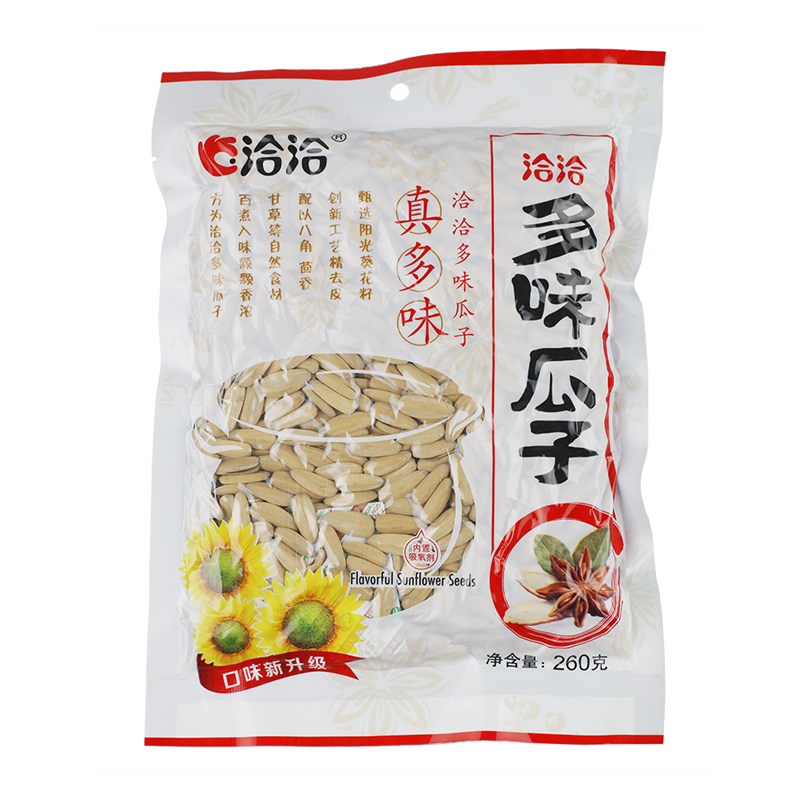 洽洽®
洽洽
多味瓜子
洽洽多味瓜子
真多味
甄选阳光葵花籽
创新工艺精去皮
配以八角 茴香
甘草等自然食材
百煮入味颗颗香浓
方为洽洽多味瓜子
内置
吸氧剂
Flavorful Sunflower Seeds
口味新升级
净含量：260克